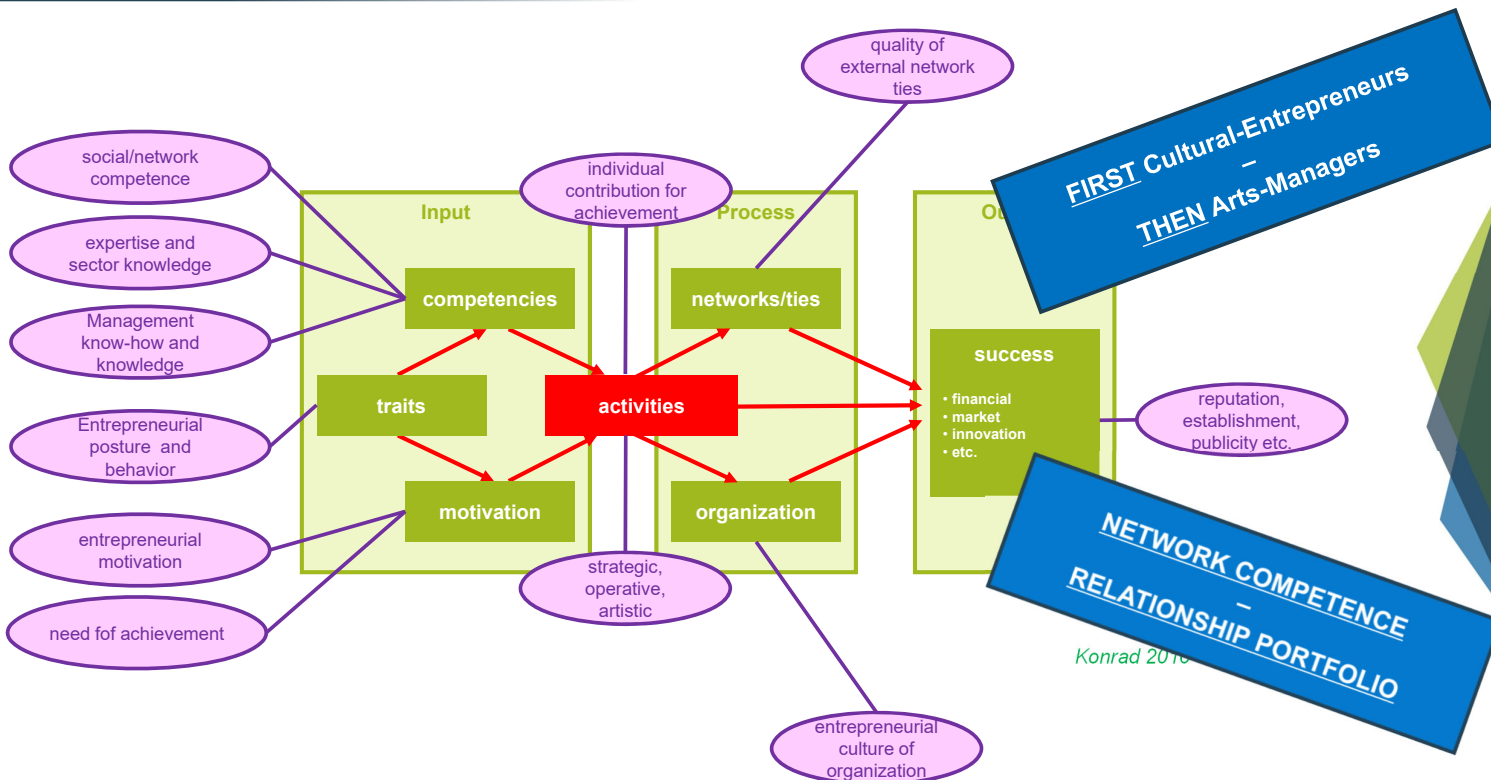 quality of
external network
ties
FIRST Cultural-Entrepreneurs
–
THEN Arts-Managers
social/network
competence
individual
contribution for
achievement
Input
Process
expertise and
sector knowledge
competencies
networks/ties
Management
know-how and
knowledge
success
• financial
• market
• innovation
• etc.
traits
activities
reputation,
establishment,
publicity etc.
Entrepreneurial
posture and
behavior
motivation
organization
entrepreneurial
motivation
NETWORK COMPETENCE
–
RELATIONSHIP PORTFOLIO
strategic,
operative,
artistic
need fof achievement
Konrad
entrepreneurial
culture of
organization